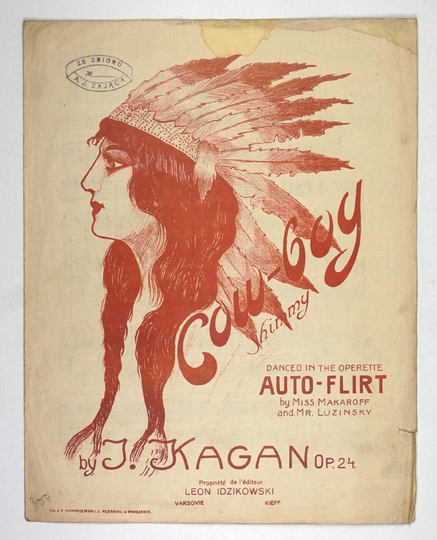 ZE ZBIORU
№
A.J. ZAJĄCA
Cow-Boy
Shimmy
DANCED IN THE OPERETTE
AUTO-FLIRT
by MISS MAKAROFF
and MR. LUZINSKY
by J. KAGAN OP. 24.
Propriété de l'éditeur
LEON IDZIKOWSKI
VARSOVIE KIEFF